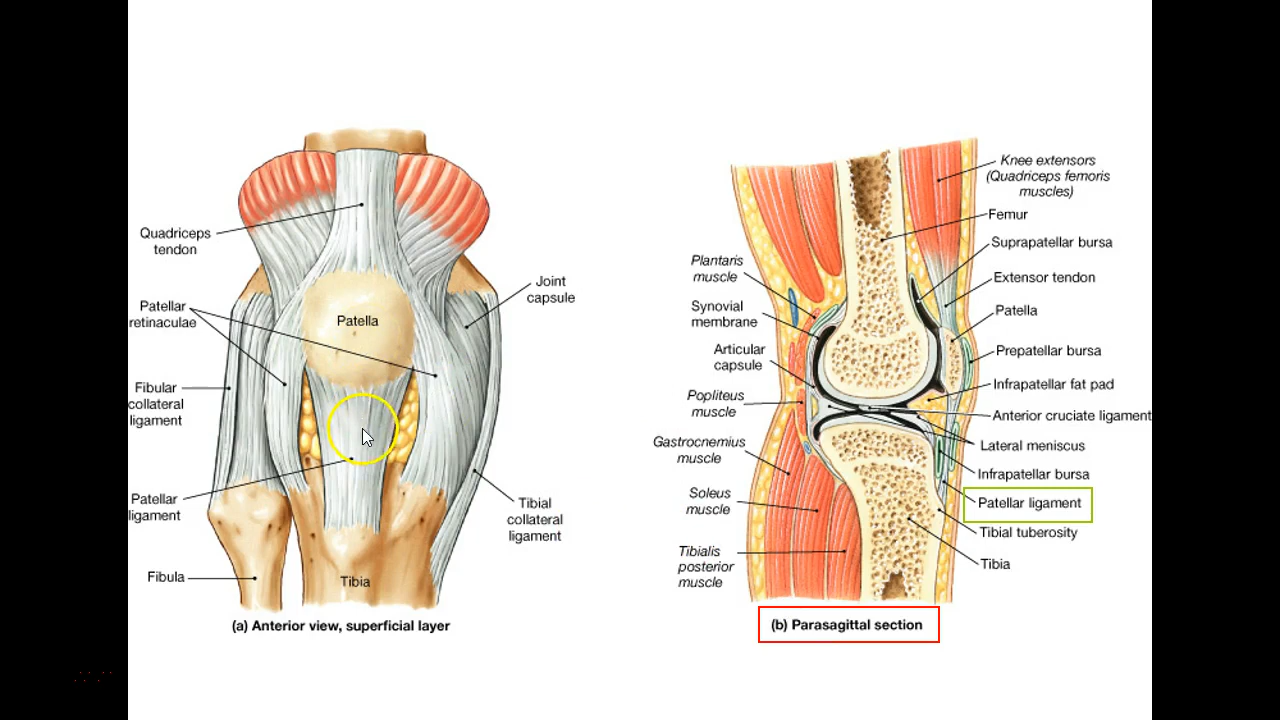 Quadriceps
tendon
Patellar
retinaculae
Fibular
collateral
ligament
Patellar
ligament
Fibula
Patella
Tibia
Joint
capsule
Tibial
collateral
ligament
(a) Anterior view, superficial layer
Plantaris
muscle
Synovial
membrane
Articular
capsule
Popliteus
muscle
Gastrocnemius
muscle
Soleus
muscle
Tibialis
posterior
muscle
Knee extensors
(Quadriceps femoris
muscles)
Femur
Suprapatellar bursa
Extensor tendon
Patella
Prepatellar bursa
Infrapatellar fat pad
Anterior cruciate ligament
Lateral meniscus
Infrapatellar bursa
Patellar ligament
Tibial tuberosity
Tibia
(b) Parasagittal section